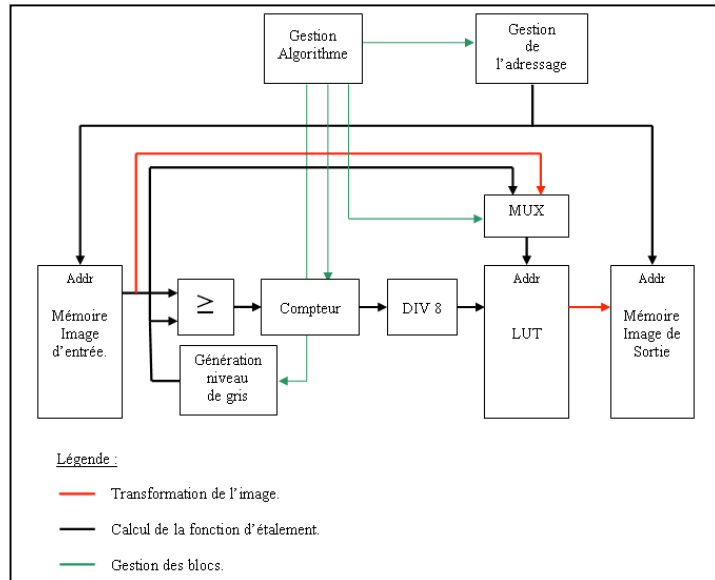 Gestion
Algorithme
Gestion
de
l'adressage
MUX
Addr
Mémoire
Image
d'entrée.
≥
Compteur
DIV 8
Addr
LUT
Addr
Mémoire
Image de
Sortie
Génération
niveau
de gris
Légende :
Transformation de l'image.
Calcul de la fonction d'étalement.
Gestion des blocs.